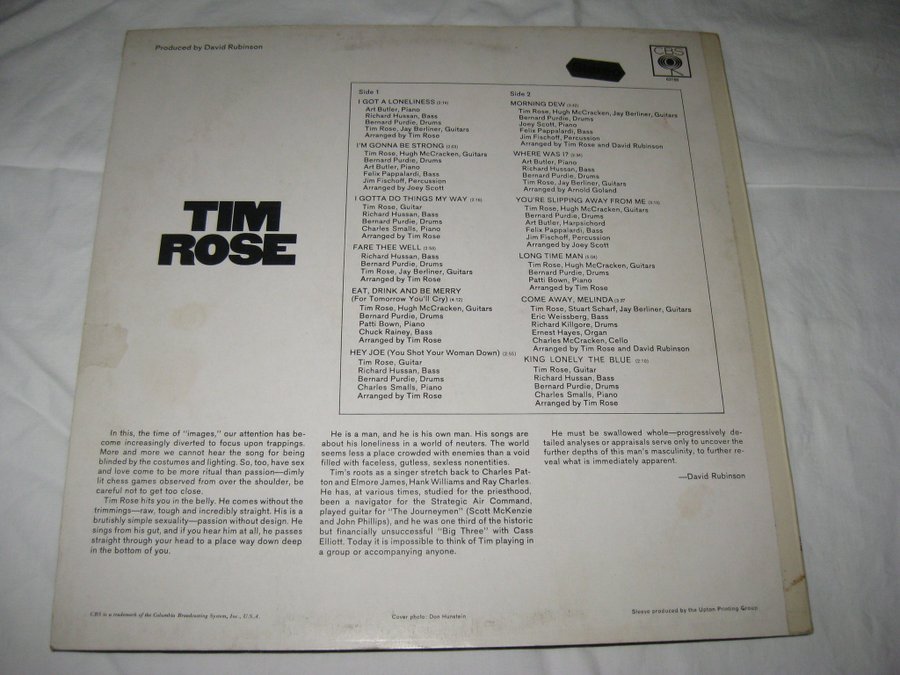 Produced by David Rubinson
CBS
TIM
ROSE
Side 1
I GOT A LONELINESS
Art Butler, Piano
Richard Hussan, Bass
Bernard Purdie, Drums
Tim Rose, Jay Berliner, Guitars
Arranged by Tim Rose
I'M GONNA BE STRONG
Tim Rose, Hugh McCracken, Guitars
Bernard Purdie, Drums
Art Butler, Piano
Felix Pappalardi, Bass
Jim Fischoff, Percussion
Arranged by Joey Scott
I GOTTA DO THINGS MY WAY
Tim Rose, Guitar
Richard Hussan, Bass
Bernard Purdie, Drums
Charles Smalls, Piano
Arranged by Tim Rose
FARE THEE WELL
Richard Hussan, Bass
Bernard Purdie, Drums
Tim Rose, Jay Berliner, Guitars
Arranged by Tim Rose
EAT, DRINK AND BE MERRY
(For Tomorrow You'll Cry) (4:12)
Tim Rose, Hugh McCracken, Guitars
Bernard Purdie, Drums
Patti Bown, Piano
Chuck Rainey, Bass
Arranged by Tim Rose
HEY JOE (You Shot Your Woman Down) (2:55)
Tim Rose, Guitar
Richard Hussan, Bass
Bernard Purdie, Drums
Charles Smalls, Piano
Arranged by Tim Rose
Side 2
MORNING DEW
Tim Rose, Hugh McCracken, Jay Berliner, Guitars
Bernard Purdie, Drums
Joey Scott, Piano
Felix Pappalardi, Bass
Jim Fischoff, Percussion
Arranged by Tim Rose and David Rubinson
WHERE WAS I?
Art Butler, Piano
Richard Hussan, Bass
Bernard Purdie, Drums
Tim Rose, Jay Berliner, Guitars
Arranged by Arnold Goland
YOU'RE SLIPPING AWAY FROM ME
Tim Rose, Hugh McCracken, Guitars
Bernard Purdie, Drums
Art Butler, Harpsichord
Felix Pappalardi, Bass
Jim Fischoff, Percussion
Arranged by Joey Scott
LONG TIME MAN
Tim Rose, Hugh McCracken, Guitars
Bernard Purdie, Drums
Patti Bown, Piano
Arranged by Tim Rose
COME AWAY, MELINDA
Tim Rose, Stuart Scharf, Jay Berliner, Guitars
Eric Weissberg, Bass
Richard Killgore, Drums
Ernest Hayes, Organ
Charles McCracken, Cello
Arranged by Tim Rose and David Rubinson
KING LONELY THE BLUE (2:10)
Tim Rose, Guitar
Richard Hussan, Bass
Bernard Purdie, Drums
Charles Smalls, Piano
Arranged by Tim Rose
In this, the time of "images," our attention has be-
come increasingly diverted to focus upon trappings.
More and more we cannot hear the song for being
blinded by the costumes and lighting. So, too, have sex
and love come to be more ritual than passion—dimly
lit chess games observed from over the shoulder, be
careful not to get too close.
Tim Rose hits you in the belly. He comes without the
trimmings—raw, tough and incredibly straight. His is a
brutishly simple sexuality—passion without design. He
sings from his gut, and if you hear him at all, he passes
straight through your head to a place way down deep
in the bottom of you.
He is a man, and he is his own man. His songs are
about his loneliness in a world of neuters. The world
seems less a place crowded with enemies than a void
filled with faceless, gutless, sexless nonentities.
Tim's roots as a singer stretch back to Charles Pat-
ton and Elmore James, Hank Williams and Ray Charles.
He has, at various times, studied for the priesthood,
been a navigator for the Strategic Air Command,
played guitar for "The Journeymen" (Scott McKenzie
and John Phillips), and he was one third of the historic
but financially unsuccessful "Big Three" with Cass
Elliott. Today it is impossible to think of Tim playing in
a group or accompanying anyone.
He must be swallowed whole—progressively de-
tailed analyses or appraisals serve only to uncover the
further depths of this man's masculinity, to further re-
veal what is immediately apparent.
—David Rubinson
CBS is a trademark of the Columbia Broadcasting System, Inc., U.S.A.
Cover photo: Don Hunstein
Sleeve produced by the Upton Printing Group